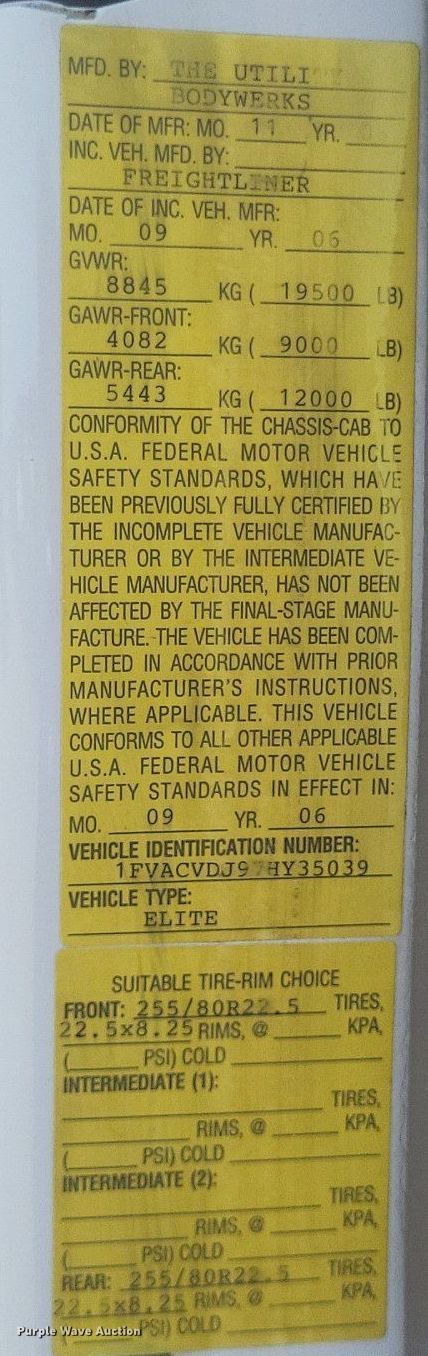 MFD. BY: THE UTILI
BODYWERKS
DATE OF MFR: MO. 11 YR.
INC. VEH. MFD. BY:
FREIGHTLINER
DATE OF INC. VEH. MFR:
MO. 09 YR. 06
GVWR:
8845 KG ( 19500 LB)
GAWR-FRONT:
4082 KG ( 9000 LB)
GAWR-REAR:
5443 KG ( 12000 LB)
CONFORMITY OF THE CHASSIS-CAB TO
U.S.A. FEDERAL MOTOR VEHICLE
SAFETY STANDARDS, WHICH HAVE
BEEN PREVIOUSLY FULLY CERTIFIED BY
THE INCOMPLETE VEHICLE MANUFAC-
TURER OR BY THE INTERMEDIATE VE-
HICLE MANUFACTURER, HAS NOT BEEN
AFFECTED BY THE FINAL-STAGE MANU-
FACTURE. THE VEHICLE HAS BEEN COM-
PLETED IN ACCORDANCE WITH PRIOR
MANUFACTURER'S INSTRUCTIONS,
WHERE APPLICABLE. THIS VEHICLE
CONFORMS TO ALL OTHER APPLICABLE
U.S.A. FEDERAL MOTOR VEHICLE
SAFETY STANDARDS IN EFFECT IN:
MO. 09 YR. 06
VEHICLE IDENTIFICATION NUMBER:
1FVACVDJ97HY35039
VEHICLE TYPE:
ELITE
SUITABLE TIRE-RIM CHOICE
FRONT: 255/80R22.5 TIRES,
22.5x8.25 RIMS, @ KPA,
( PSI) COLD
INTERMEDIATE (1):
TIRES,
RIMS, @ KPA,
( PSI) COLD
INTERMEDIATE (2):
TIRES,
RIMS, @ KPA,
( PSI) COLD
REAR: 255/80R22.5 TIRES,
22.5x8.25 RIMS, @ KPA,
PSI) COLD
Purple Wave Auction